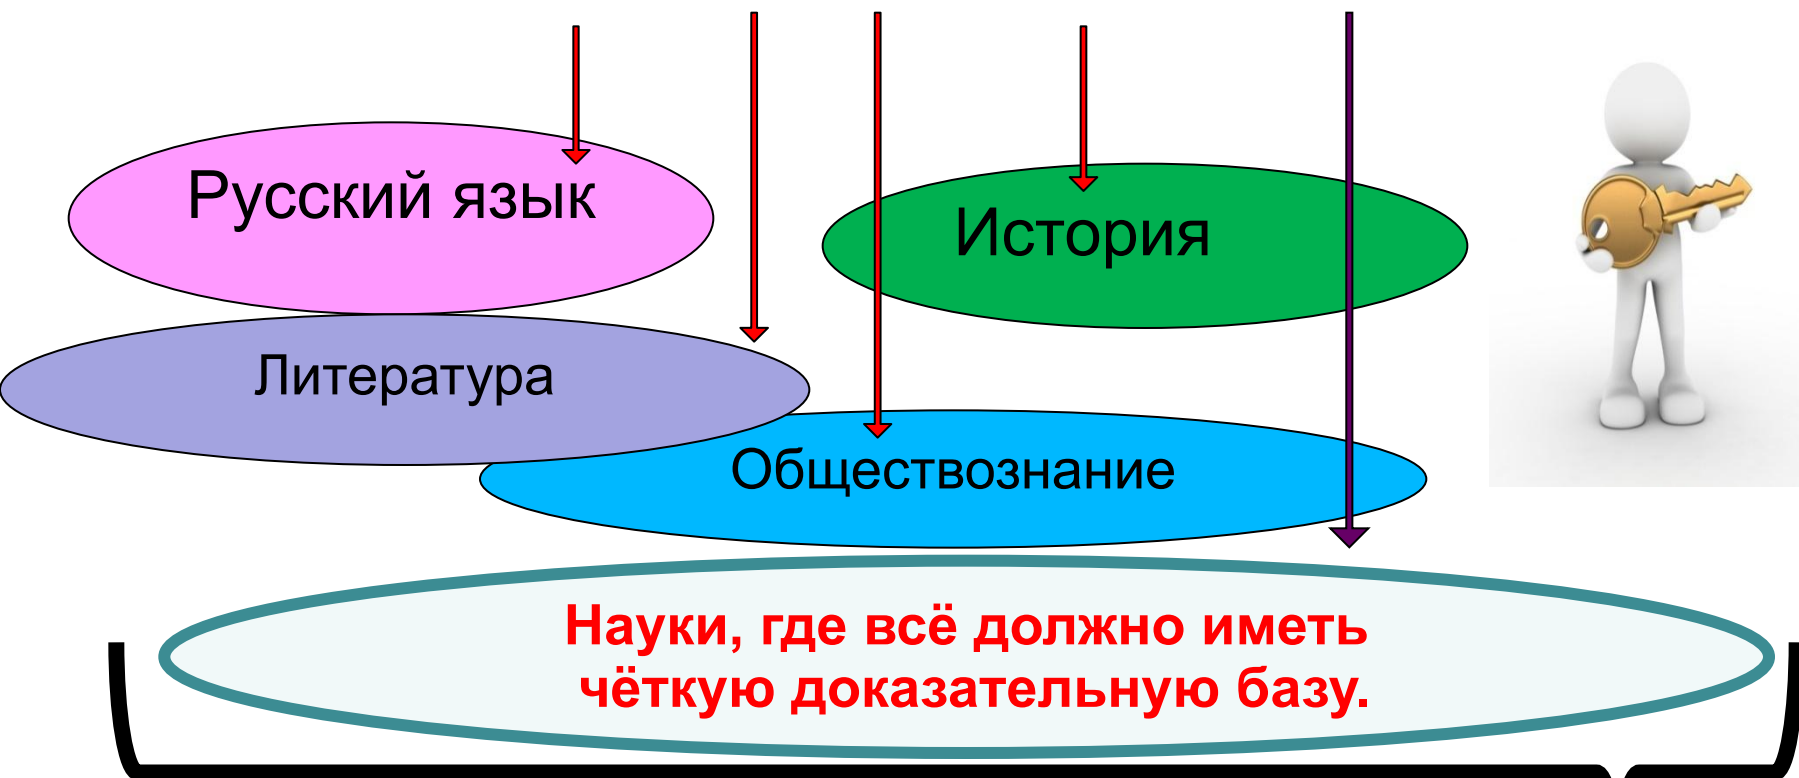 Русский язык
История
Литература
Обществознание
Науки, где всё должно иметь
чёткую доказательную базу.